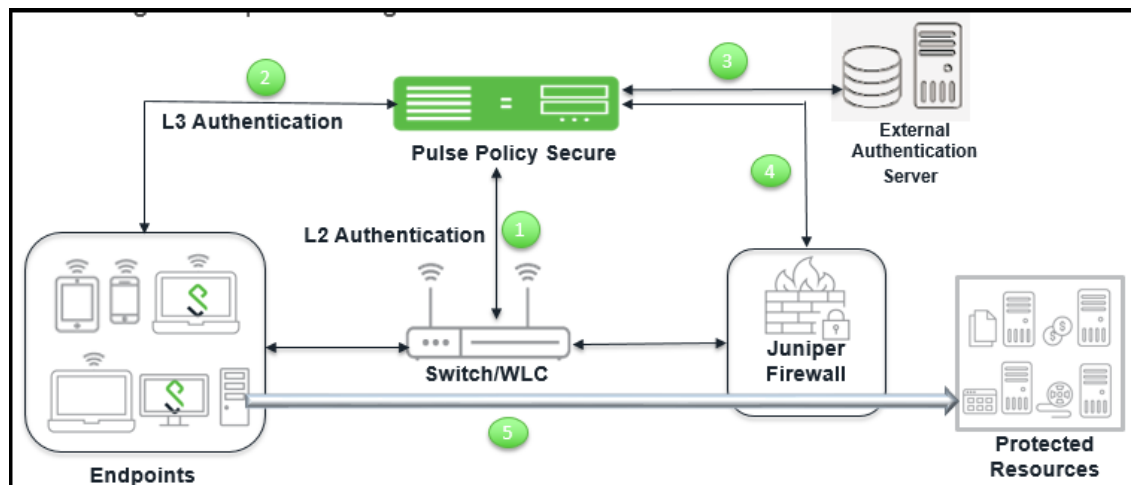 2
3
L3 Authentication
Pulse Policy Secure
External
Authentication
Server
4
L2 Authentication
1
Switch/WLC
Juniper
Firewall
5
Endpoints
Protected
Resources